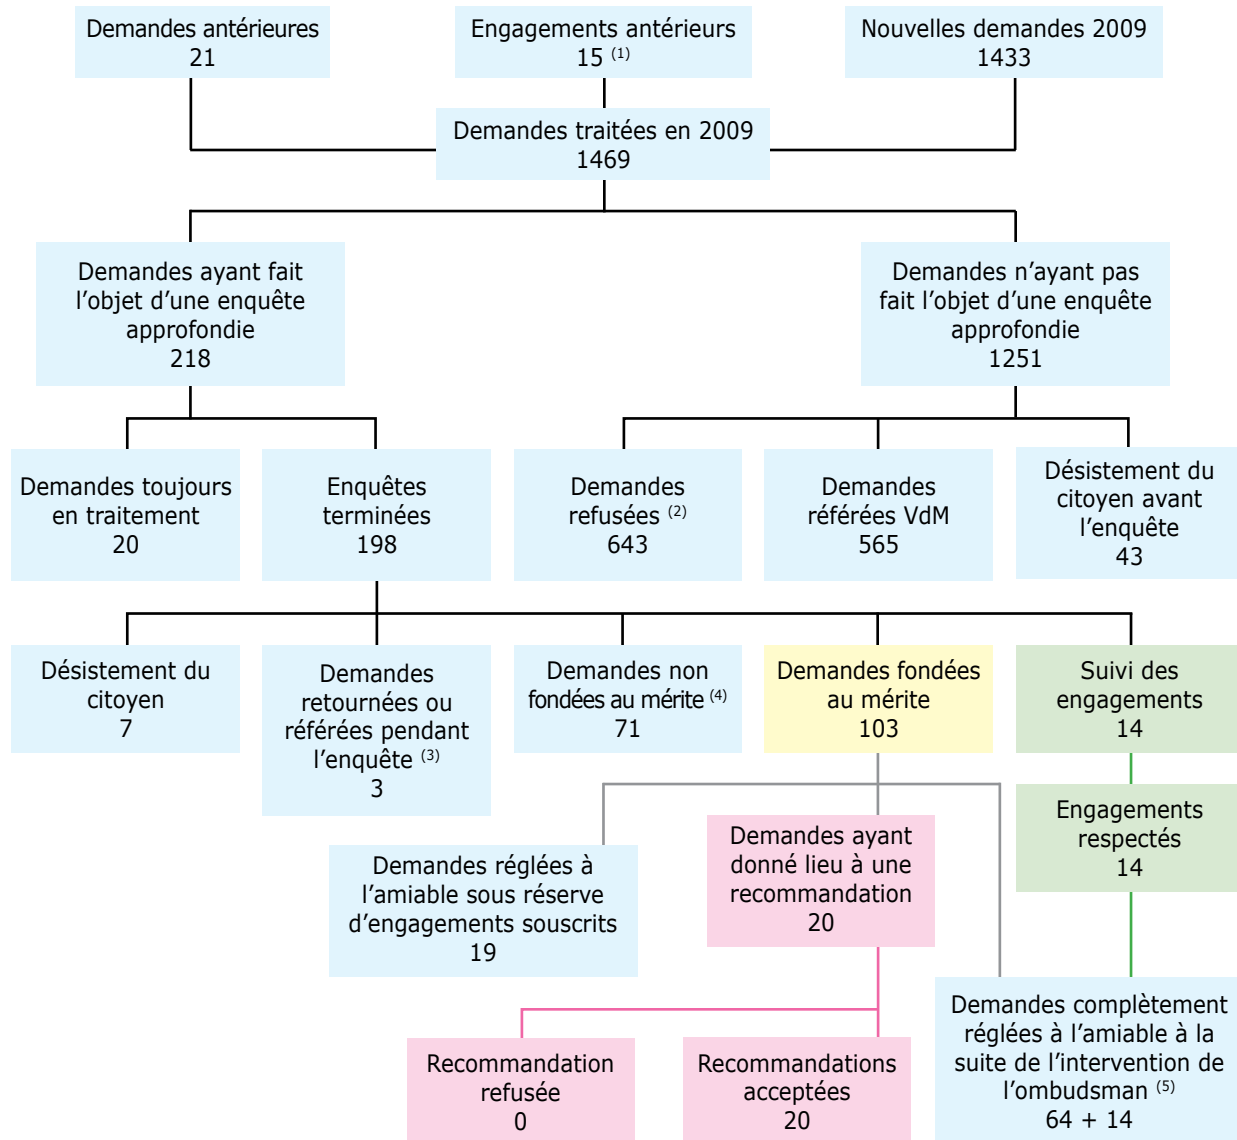 Demandes antérieures
21
Engagements antérieurs
15 (1)
Nouvelles demandes 2009
1433
Demandes traitées en 2009
1469
Demandes ayant fait
l'objet d'une enquête
approfondie
218
Demandes n'ayant pas
fait l'objet d'une enquête
approfondie
1251
Demandes toujours
en traitement
20
Enquêtes
terminées
198
Demandes
refusées (2)
643
Demandes
référées VdM
565
Désistement du
citoyen avant
l'enquête
43
Désistement du
citoyen
7
Demandes
retournées ou
référées pendant
l'enquête (3)
3
Demandes non
fondées au mérite (4)
71
Demandes fondées
au mérite
103
Suivi des
engagements
14
Demandes réglées à
l'amiable sous réserve
d'engagements souscrits
19
Demandes ayant
donné lieu à une
recommandation
20
Engagements
respectés
14
Recommandation
refusée
0
Recommandations
acceptées
20
Demandes complètement
réglées à l'amiable à la
suite de l'intervention de
l'ombudsman (5)
64 + 14